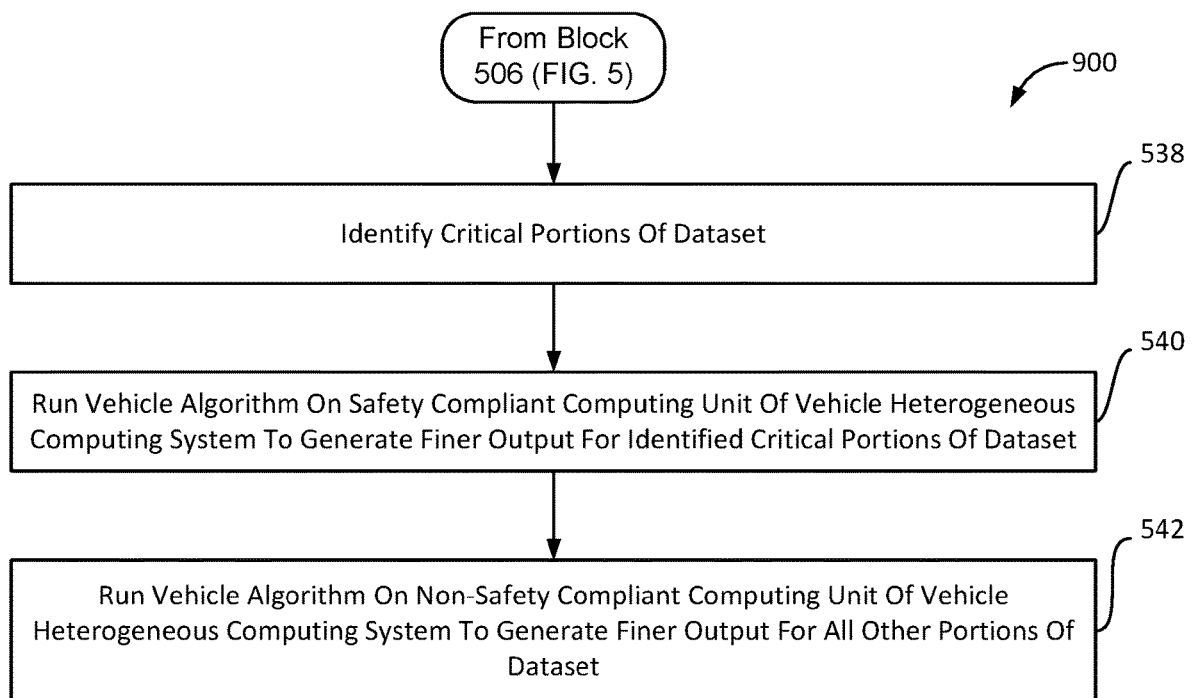 From Block
506 (FIG. 5)
900
538
Identify Critical Portions Of Dataset
540
Run Vehicle Algorithm On Safety Compliant Computing Unit Of Vehicle Heterogeneous
Computing System To Generate Finer Output For Identified Critical Portions Of Dataset
542
Run Vehicle Algorithm On Non-Safety Compliant Computing Unit Of Vehicle
Heterogeneous Computing System To Generate Finer Output For All Other Portions Of
Dataset